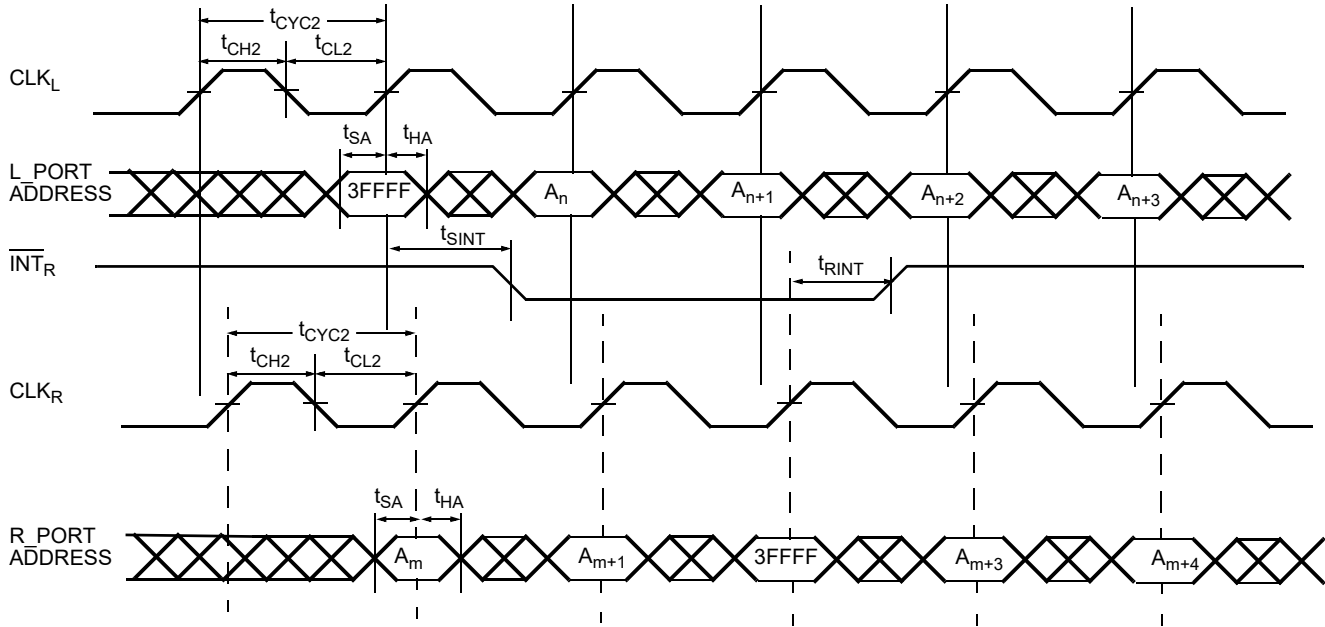 tCYC2
tCH2 tCL2
CLKL
tSA tHA
L_PORT
ADDRESS
3FFFF An An+1 An+2 An+3
tSINT
INTR
tRINT
tCYC2
tCH2 tCL2
CLKR
tSA tHA
R_PORT
ADDRESS
Am Am+1 3FFFF Am+3 Am+4